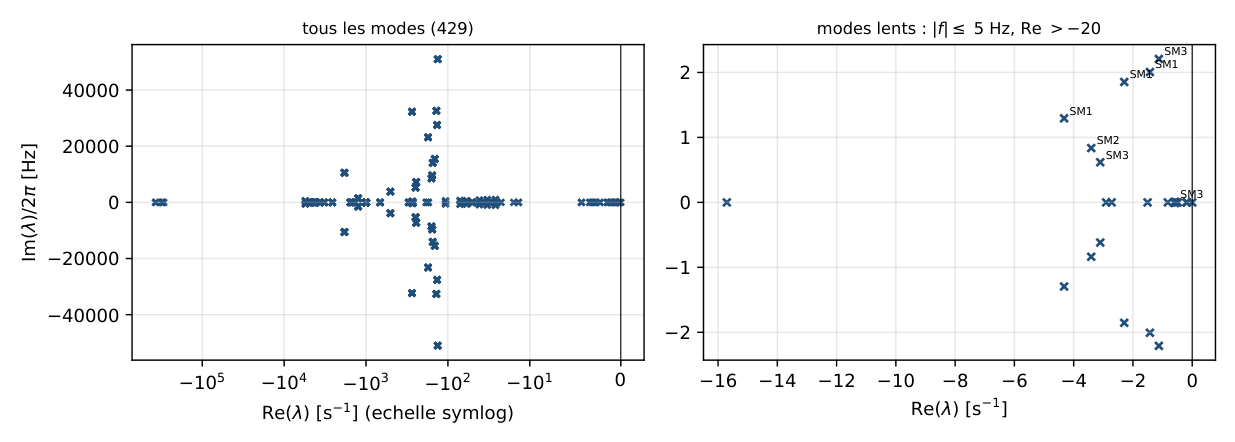 tous les modes (429)
modes lents : |f| ≤ 5 Hz, Re > −20
Im(λ)/2π [Hz]
40000
20000
0
−20000
−40000
−10⁵
−10⁴
−10³
−10²
−10¹
0
Re(λ) [s⁻¹] (echelle symlog)
2
1
0
−1
−2
SM3
SM1
SM1
SM1
SM2
SM3
SM3
−16
−14
−12
−10
−8
−6
−4
−2
0
Re(λ) [s⁻¹]